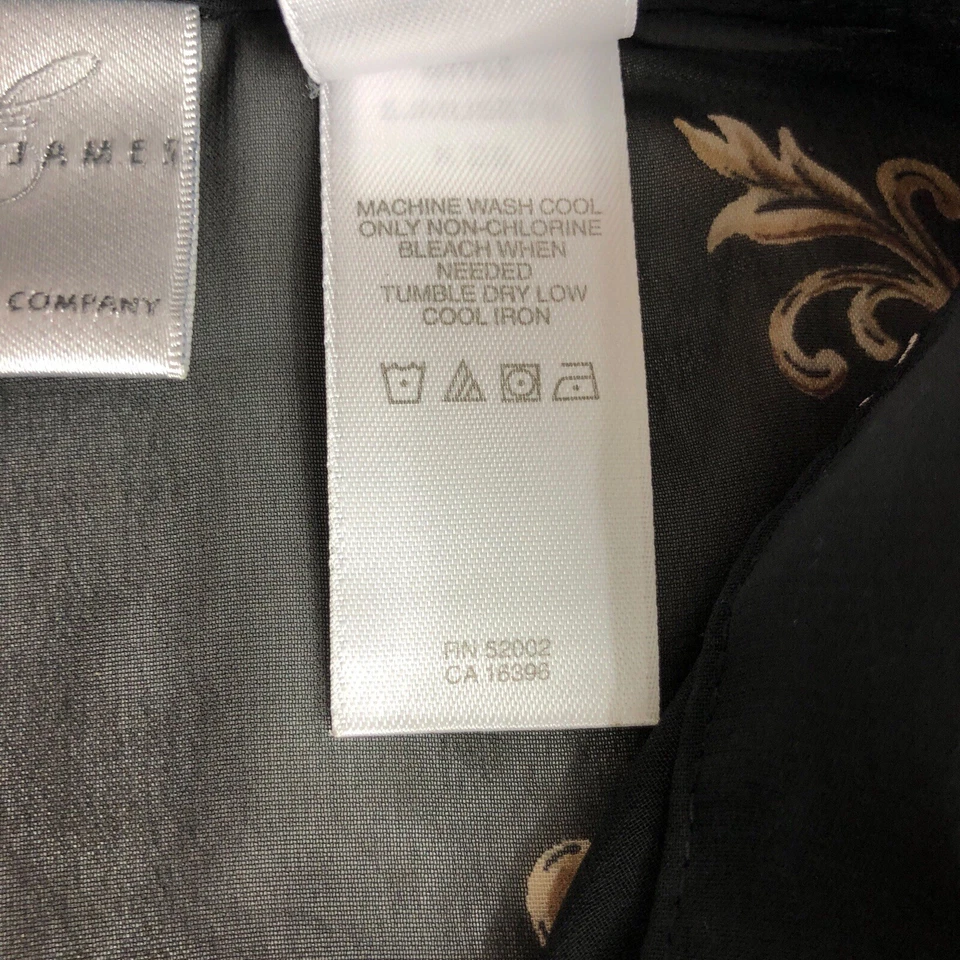 JAMES
COMPANY
MACHINE WASH COOL
ONLY NON-CHLORINE
BLEACH WHEN
NEEDED
TUMBLE DRY LOW
COOL IRON
RN 52002
CA 16396